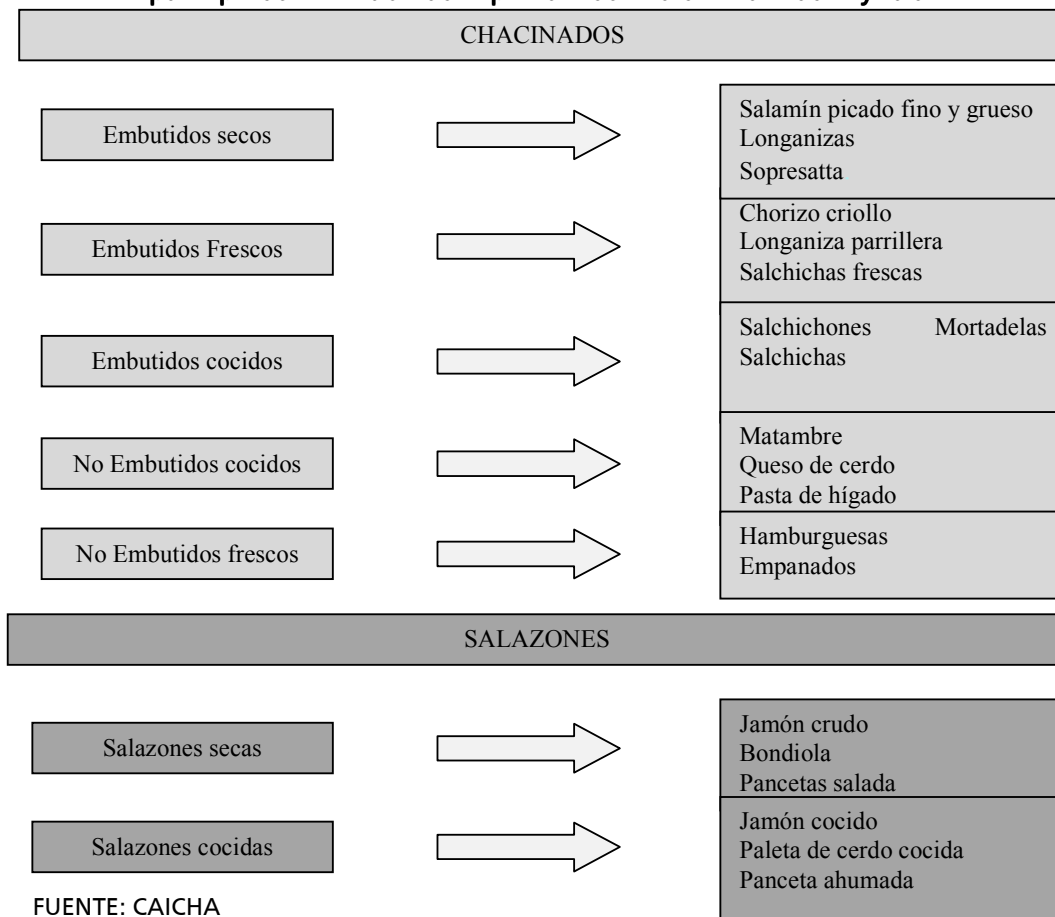 CHACINADOS
Embutidos secos
Salamín picado fino y grueso
Longanizas
Sopresatta
Embutidos Frescos
Chorizo criollo
Longaniza parrillera
Salchichas frescas
Embutidos cocidos
Salchichones Mortadelas
Salchichas
No Embutidos cocidos
Matambre
Queso de cerdo
Pasta de hígado
No Embutidos frescos
Hamburguesas
Empanados
SALAZONES
Salazones secas
Jamón crudo
Bondiola
Pancetas salada
Salazones cocidas
Jamón cocido
Paleta de cerdo cocida
Panceta ahumada
FUENTE: CAICHA